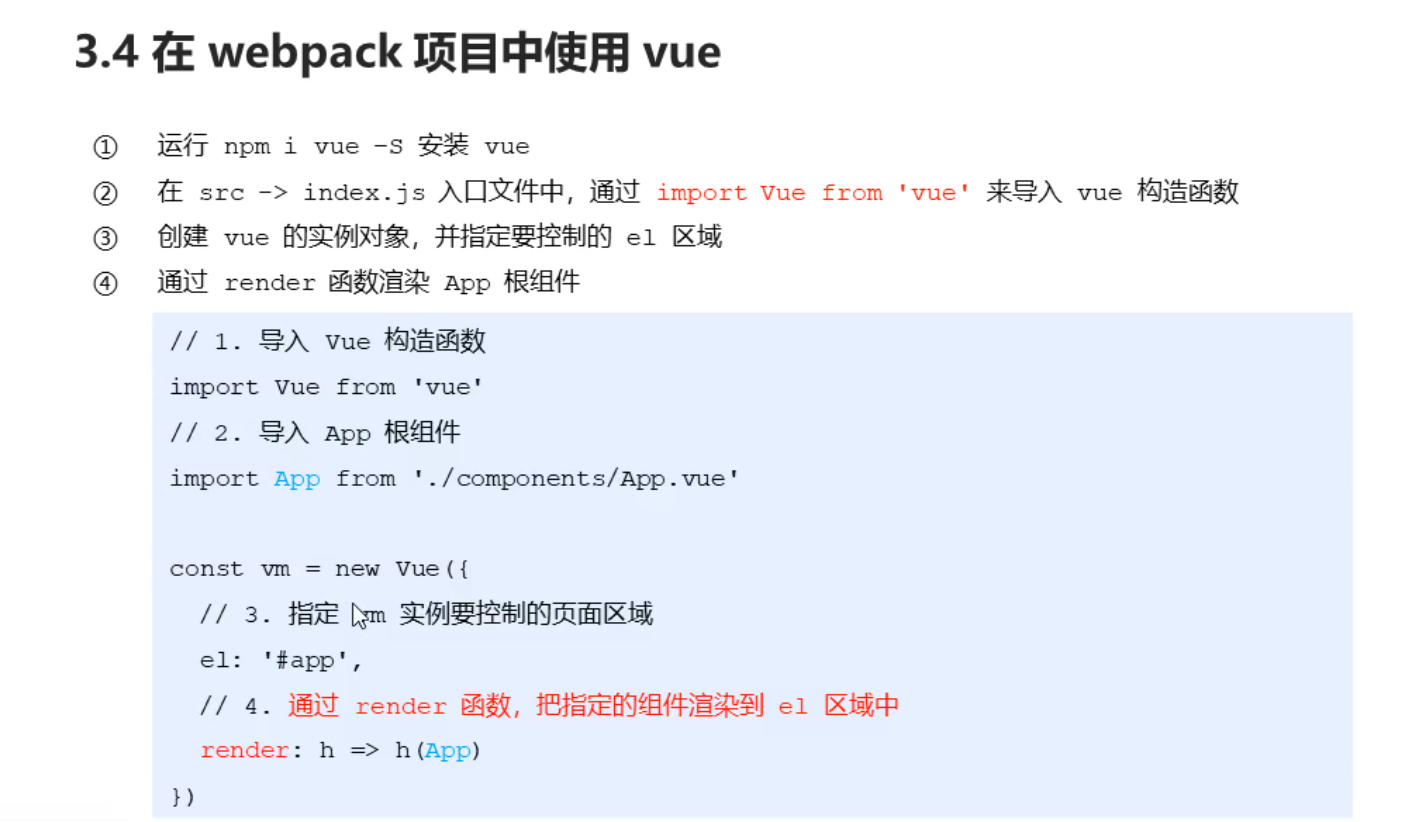 3.4 在 webpack 项目中使用 vue
① 运行 npm i vue -S 安装 vue
② 在 src -> index.js 入口文件中，通过 import Vue from 'vue' 来导入 vue 构造函数
③ 创建 vue 的实例对象，并指定要控制的 el 区域
④ 通过 render 函数渲染 App 根组件
// 1. 导入 Vue 构造函数
import Vue from 'vue'
// 2. 导入 App 根组件
import App from './components/App.vue'
const vm = new Vue({
// 3. 指定 vm 实例要控制的页面区域
el: '#app',
// 4. 通过 render 函数，把指定的组件渲染到 el 区域中
render: h => h(App)
})